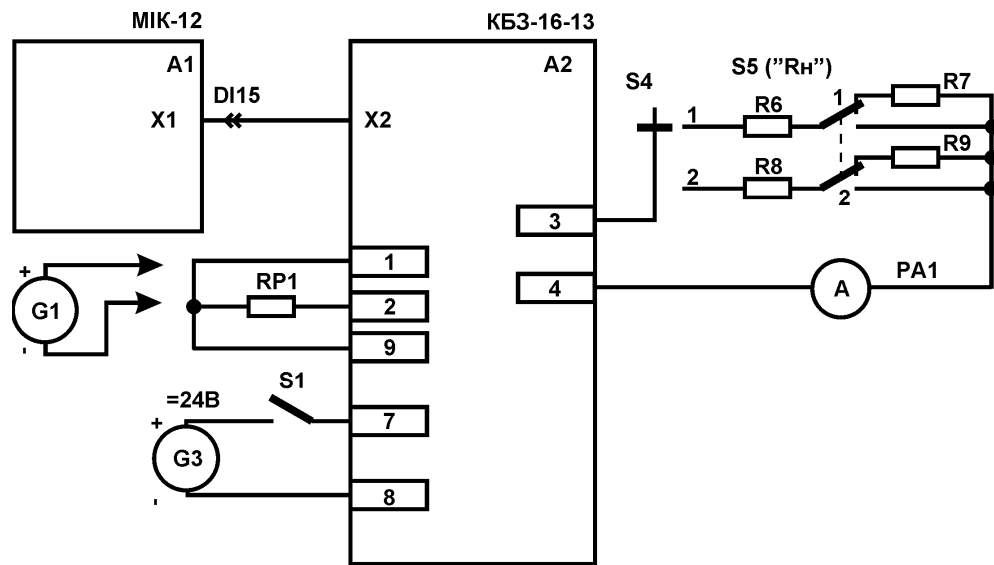 МІК-12
КБЗ-16-13
A1
A2
S4
S5 ("Rн")
R7
DI15
X1
X2
1
R6
1
R9
2
R8
2
3
1
+
RP1
G1
2
4
A
PA1
-
9
S1
=24В
+
7
G3
-
8